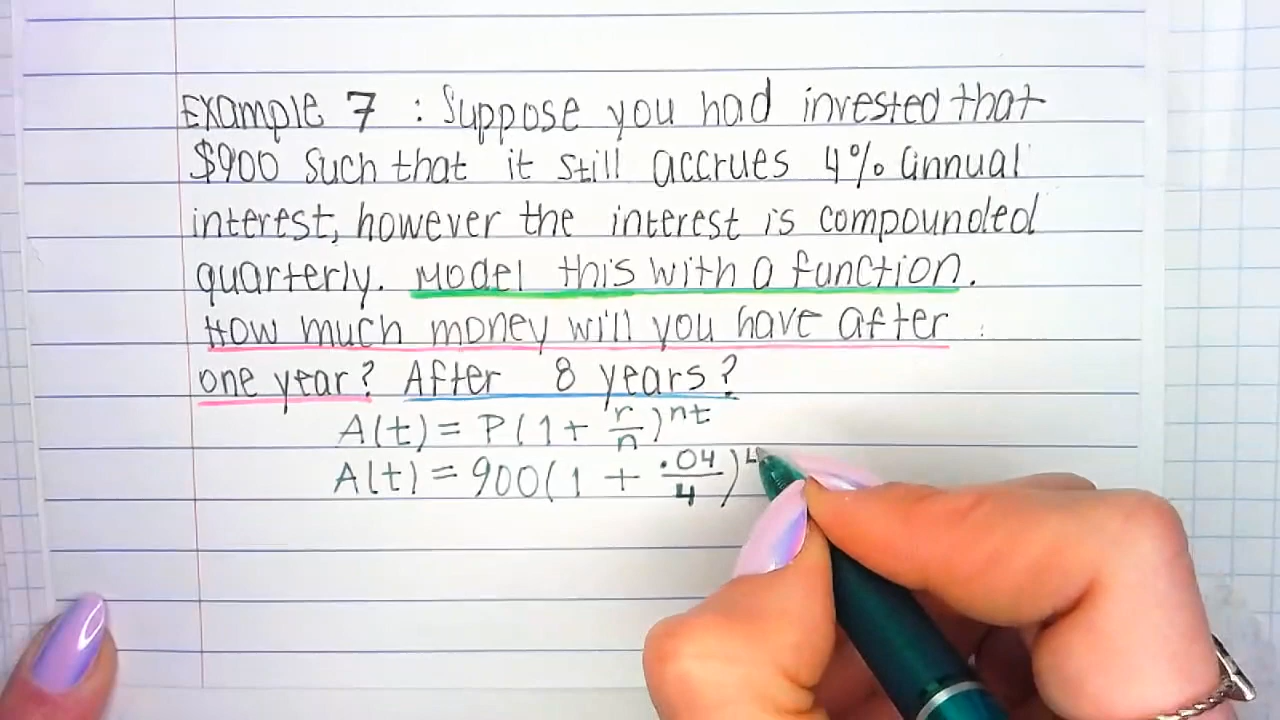 Example 7 : Suppose you had invested that
$900 such that it still accrues 4% annual
interest, however the interest is compounded
quarterly. Model this with a function.
How much money will you have after
one year? After 8 years?
A(t) = P(1 + r/n)^nt
A(t) = 900(1 + .04/4)^4